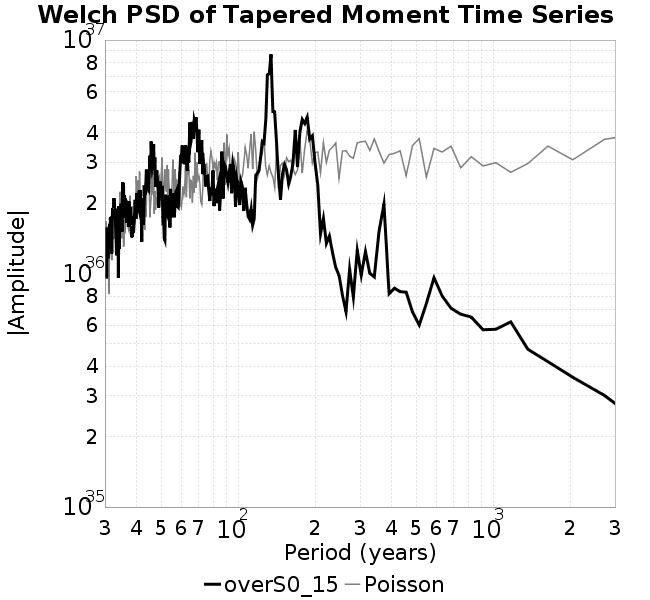 Welch PSD of Tapered Moment Time Series
10^37
8
6
4
3
2
10^36
8
6
4
3
2
10^35
|Amplitude|
3 4 5 6 7 10^2 2 3 4 5 6 7 10^3 2 3
Period (years)
overS0_15 Poisson